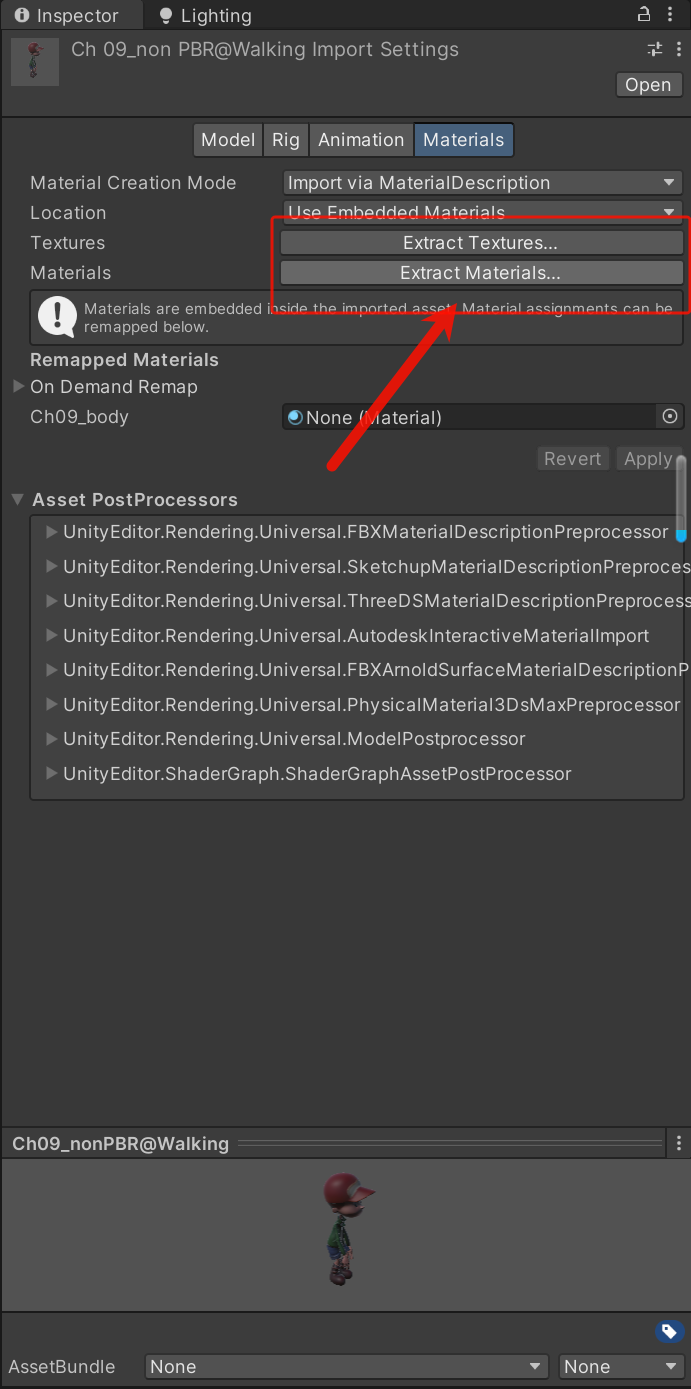 Inspector
Lighting
Ch 09_non PBR@Walking Import Settings
Open
Model Rig Animation Materials
Material Creation Mode Import via MaterialDescription
Location Use Embedded Materials
Textures Extract Textures...
Materials Extract Materials...
Materials are embedded inside the imported asset. Material assignments can be
remapped below.
Remapped Materials
On Demand Remap
Ch09_body None (Material)
Revert Apply
Asset PostProcessors
UnityEditor.Rendering.Universal.FBXMaterialDescriptionPreprocessor
UnityEditor.Rendering.Universal.SketchupMaterialDescriptionPreproces
UnityEditor.Rendering.Universal.ThreeDSMaterialDescriptionPreprocess
UnityEditor.Rendering.Universal.AutodeskInteractiveMaterialImport
UnityEditor.Rendering.Universal.FBXArnoldSurfaceMaterialDescriptionP
UnityEditor.Rendering.Universal.PhysicalMaterial3DsMaxPreprocessor
UnityEditor.Rendering.Universal.ModelPostprocessor
UnityEditor.ShaderGraph.ShaderGraphAssetPostProcessor
Ch09_nonPBR@Walking
AssetBundle None None